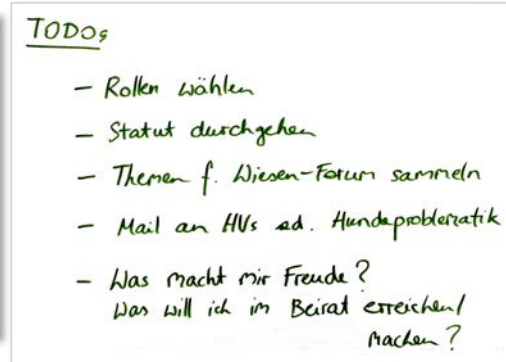 TODOs
- Rollen wählen
- Statut durchgehen
- Themen f. Wiesen-Forum sammeln
- Mail an HVs ad. Hundeproblematik
- Was macht mir Freude?
Was will ich im Beirat erreichen/
machen?